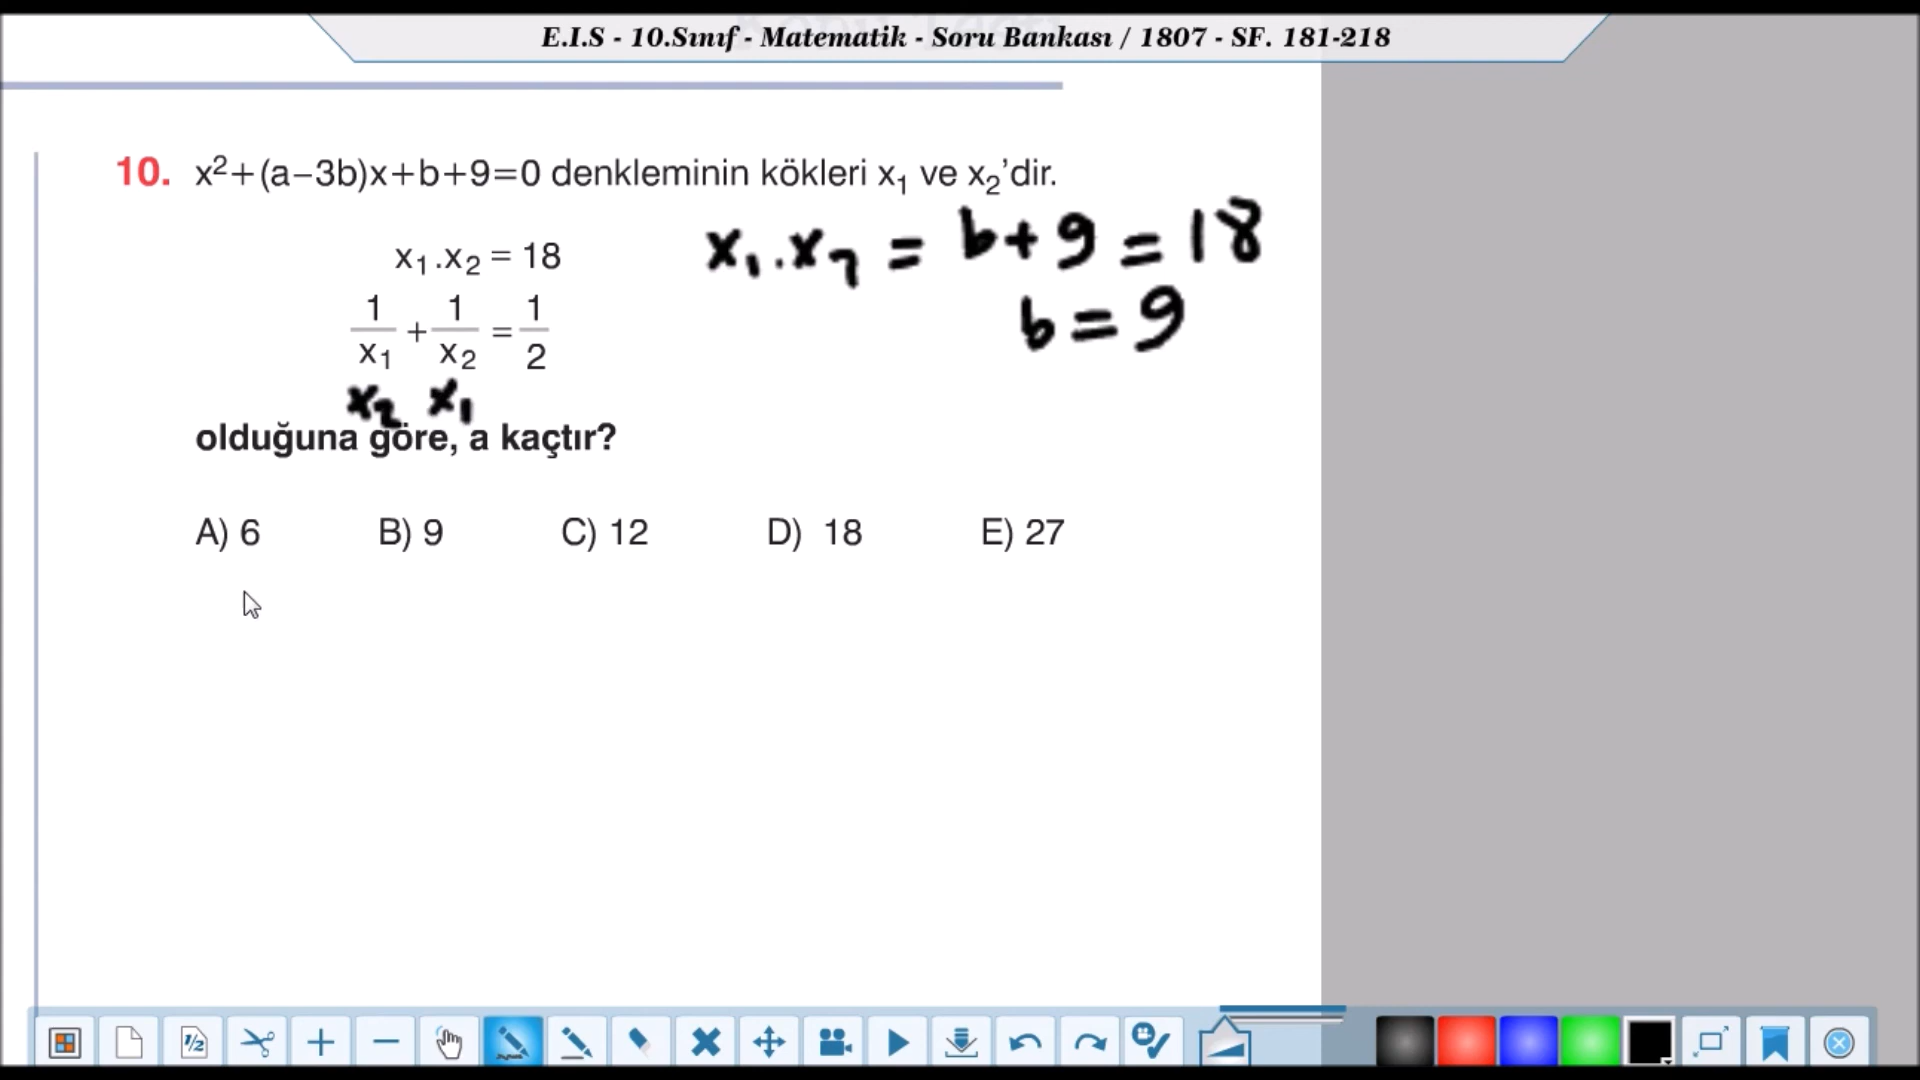 E.I.S - 10.Sınıf - Matematik - Soru Bankası / 1807 - SF. 181-218
10. x²+(a−3b)x+b+9=0 denkleminin kökleri x₁ ve x₂'dir.
x₁.x₂ = 18
x₁.x₂ = b+9 = 18
b=9
1/x₁ + 1/x₂ = 1/2
x₂ x₁
olduğuna göre, a kaçtır?
A) 6 B) 9 C) 12 D) 18 E) 27
1/2